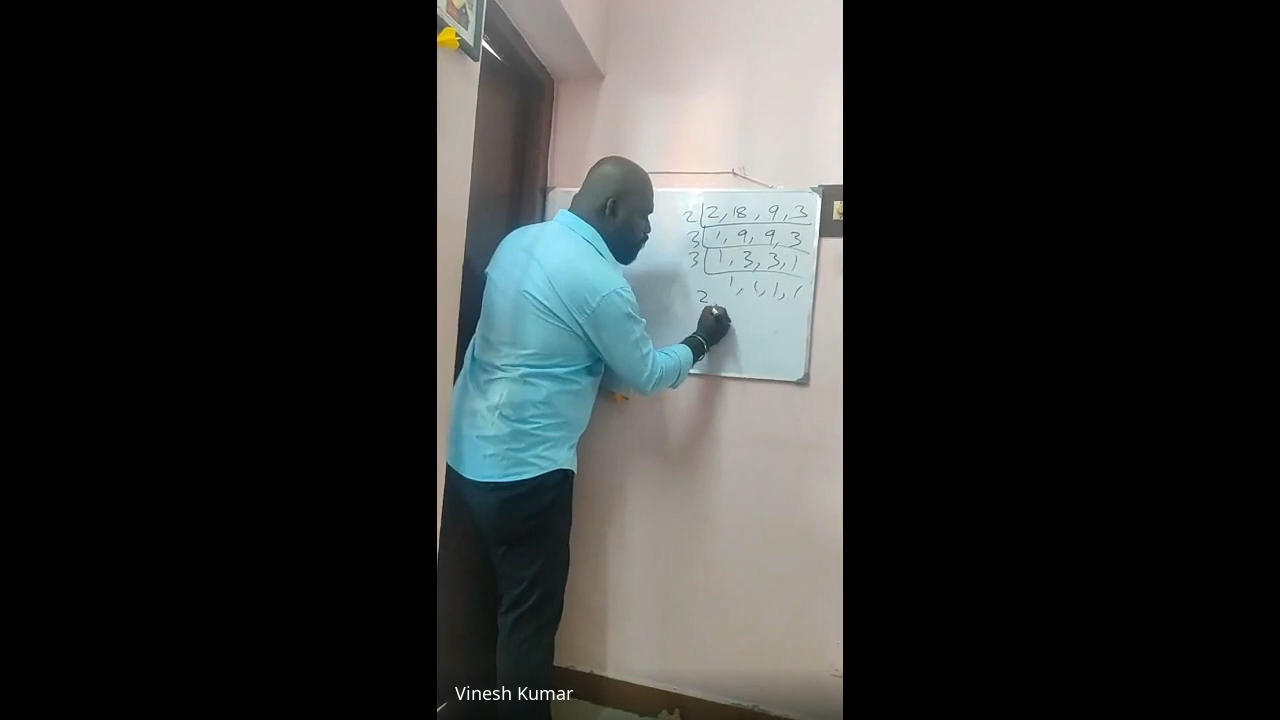 2 | 2, 18, 9, 3
3 | 1, 9, 9, 3
3 | 1, 3, 3, 1
1, 1, 1, 1
2
Vinesh Kumar